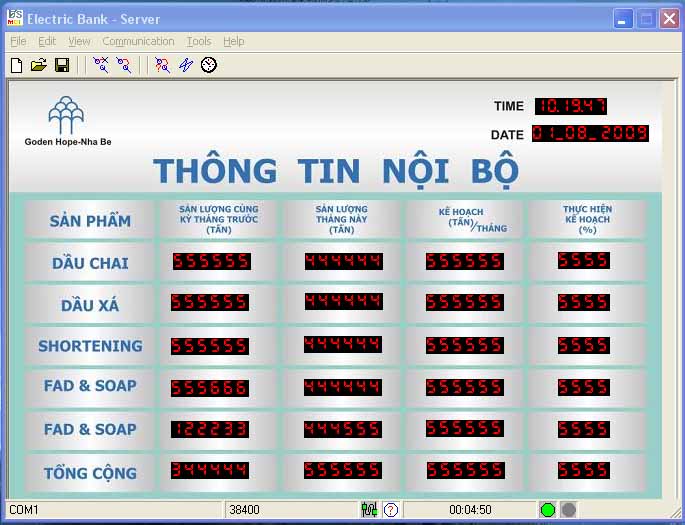 Electric Bank - Server
File Edit View Communication Tools Help
TIME 10.19.47
Goden Hope-Nha Be
DATE 01_08_2009
THÔNG TIN NỘI BỘ
SẢN PHẨM
SẢN LƯỢNG CÙNG
KỲ THÁNG TRƯỚC
(TẤN)
SẢN LƯỢNG
THÁNG NÀY
(TẤN)
KẾ HOẠCH
(TẤN)/THÁNG
THỰC HIỆN
KẾ HOẠCH
(%)
DẦU CHAI 555555 444444 555555 5555
DẦU XÁ 555555 444444 555555 5555
SHORTENING 555555 444444 555555 5555
FAD & SOAP 555666 444444 555555 5555
FAD & SOAP 122233 444555 555555 5555
TỔNG CỘNG 344444 555555 555555 5555
COM1 38400 00:04:50